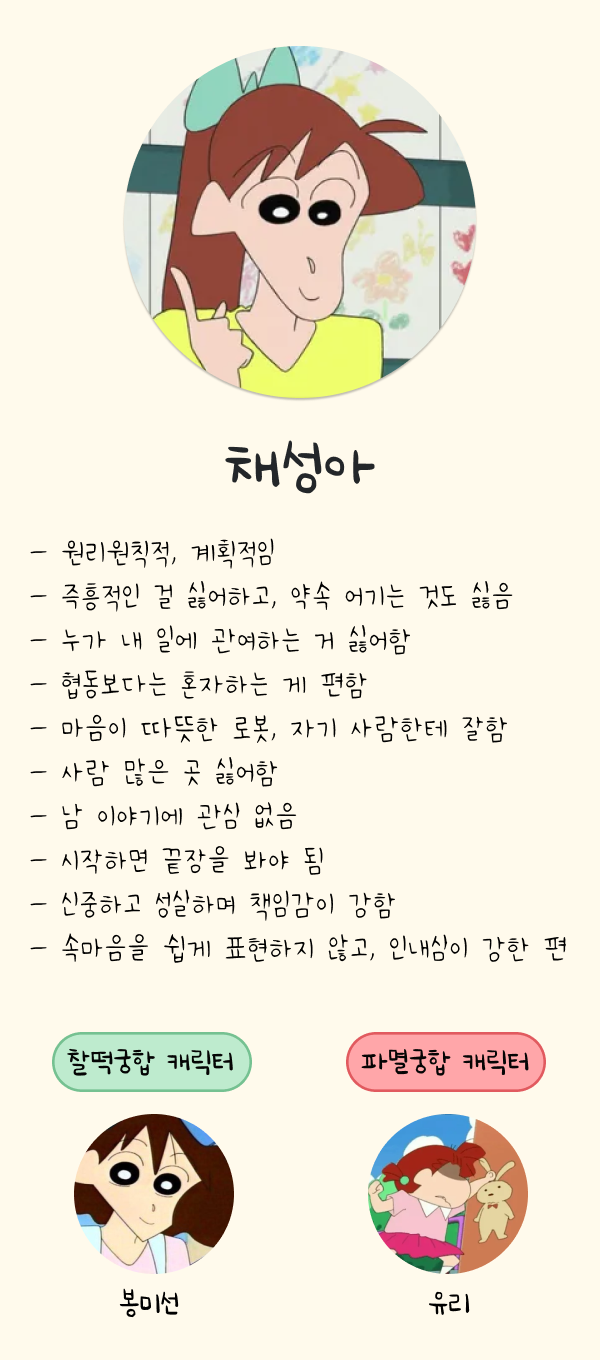 채성아
- 원리원칙적, 계획적임
- 즉흥적인 걸 싫어하고, 약속 어기는 것도 싫음
- 누가 내 일에 관여하는 거 싫어함
- 협동보다는 혼자하는 게 편함
- 마음이 따뜻한 로봇, 자기 사람한테 잘함
- 사람 많은 곳 싫어함
- 남 이야기에 관심 없음
- 시작하면 끝장을 봐야 됨
- 신중하고 성실하며 책임감이 강함
- 속마음을 쉽게 표현하지 않고, 인내심이 강한 편
찰떡궁합 캐릭터
파멸궁합 캐릭터
봉미선
유리